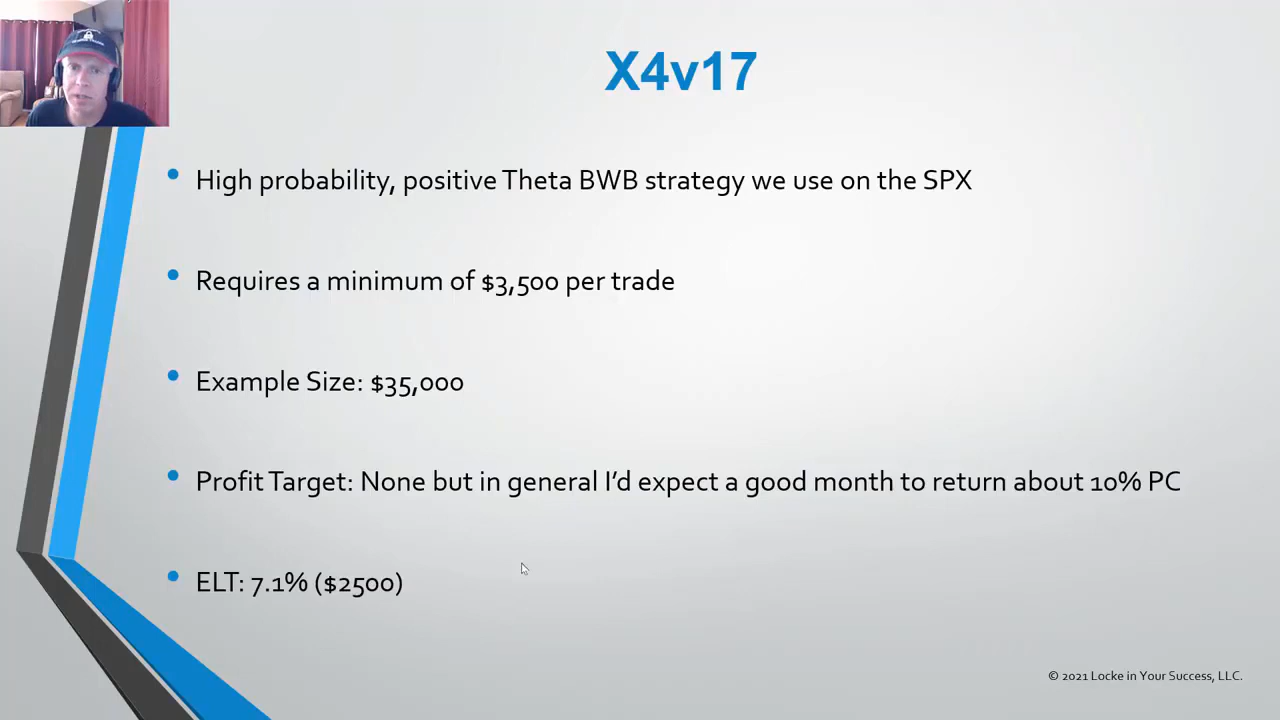 X4v17
• High probability, positive Theta BWB strategy we use on the SPX
• Requires a minimum of $3,500 per trade
• Example Size: $35,000
• Profit Target: None but in general I'd expect a good month to return about 10% PC
• ELT: 7.1% ($2500)
© 2021 Locke in Your Success, LLC.